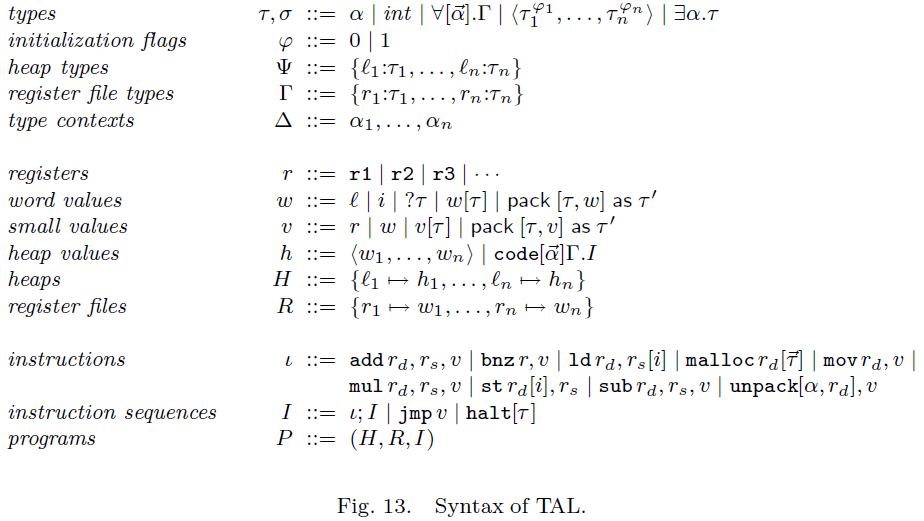 types τ, σ ::= α | int | ∀[α⃗].Γ | ⟨τ₁^φ₁, …, τₙ^φₙ⟩ | ∃α.τ
initialization flags φ ::= 0 | 1
heap types Ψ ::= {ℓ₁:τ₁, …, ℓₙ:τₙ}
register file types Γ ::= {r₁:τ₁, …, rₙ:τₙ}
type contexts Δ ::= α₁, …, αₙ
registers r ::= r1 | r2 | r3 | ⋯
word values w ::= ℓ | i | ?τ | w[τ] | pack [τ, w] as τ′
small values v ::= r | w | v[τ] | pack [τ, v] as τ′
heap values h ::= ⟨w₁, …, wₙ⟩ | code[α⃗]Γ.I
heaps H ::= {ℓ₁ ↦ h₁, …, ℓₙ ↦ hₙ}
register files R ::= {r₁ ↦ w₁, …, rₙ ↦ wₙ}
instructions ι ::= add r_d, r_s, v | bnz r, v | ld r_d, r_s[i] | malloc r_d[τ⃗] | mov r_d, v |
mul r_d, r_s, v | st r_d[i], r_s | sub r_d, r_s, v | unpack[α, r_d], v
instruction sequences I ::= ι; I | jmp v | halt[τ]
programs P ::= (H, R, I)
Fig. 13. Syntax of TAL.